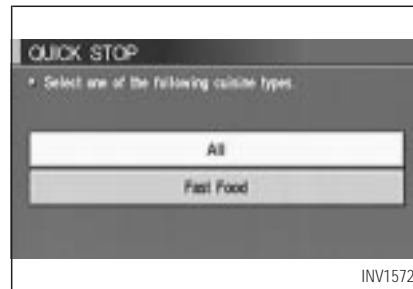 QUICK STOP
• Select one of the following cuisine types.
All
Fast Food
INV1572